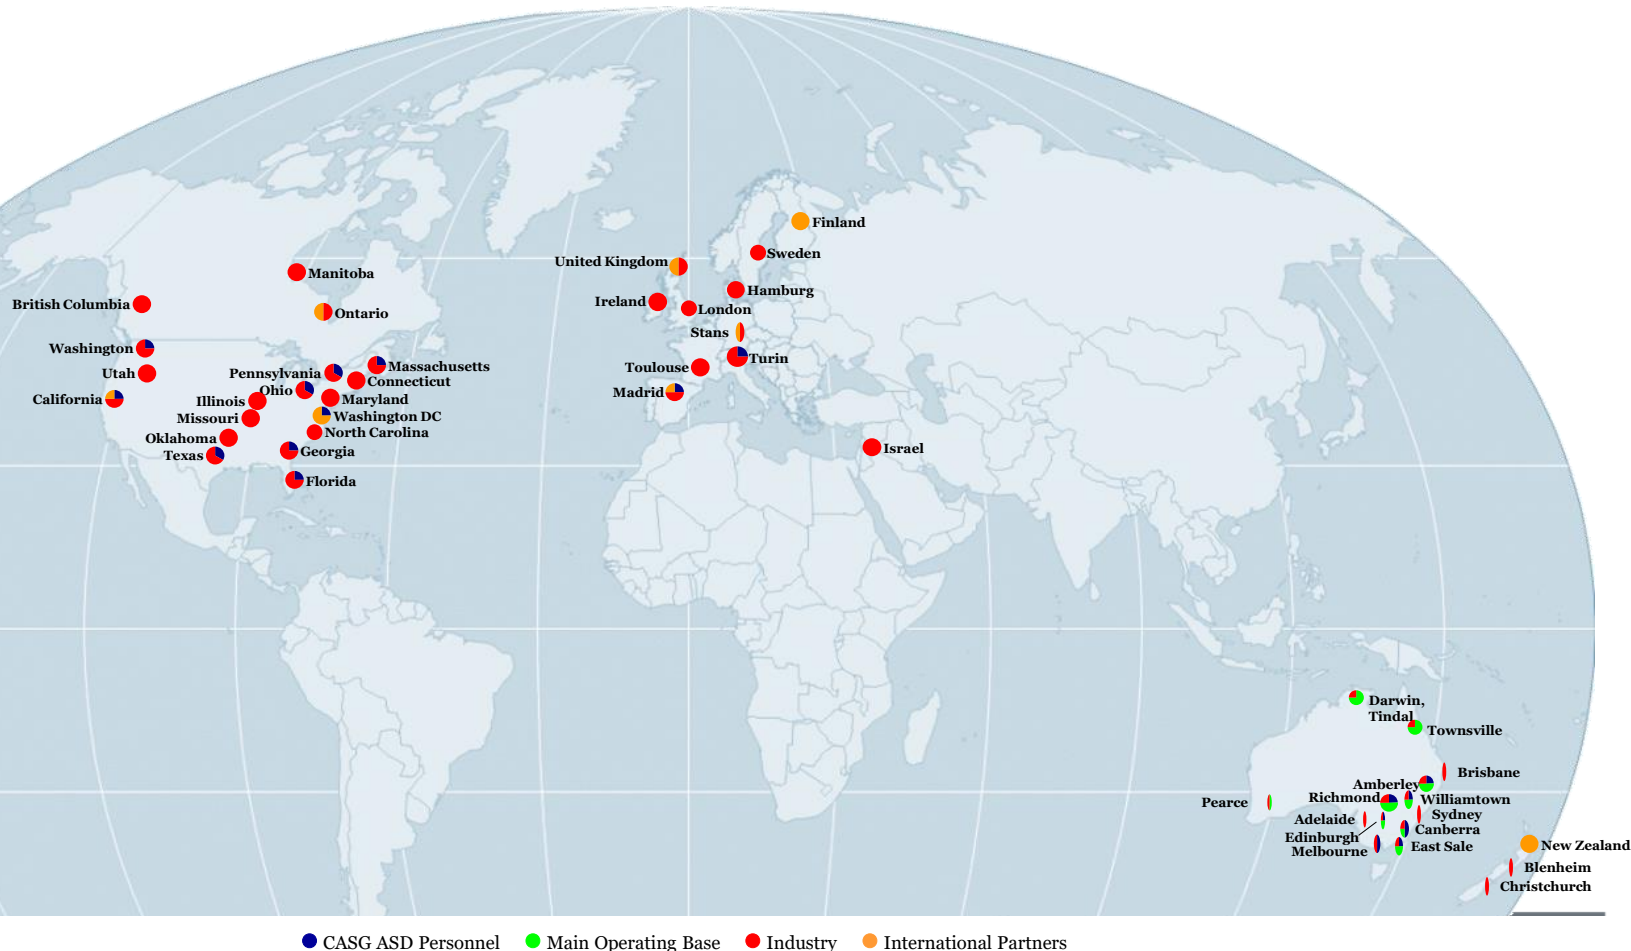 Finland
Sweden
United Kingdom
Manitoba
Hamburg
Ireland
British Columbia
London
Ontario
Stans
Washington
Turin
Massachusetts
Toulouse
Utah
Pennsylvania
Connecticut
Ohio
Madrid
California
Illinois
Maryland
Missouri
Washington DC
North Carolina
Oklahoma
Israel
Texas
Georgia
Florida
Darwin,
Tindal
Townsville
Brisbane
Amberley
Richmond
Williamtown
Pearce
Sydney
Adelaide
Canberra
Edinburgh
East Sale
New Zealand
Melbourne
Blenheim
Christchurch
CASG ASD Personnel
Main Operating Base
Industry
International Partners